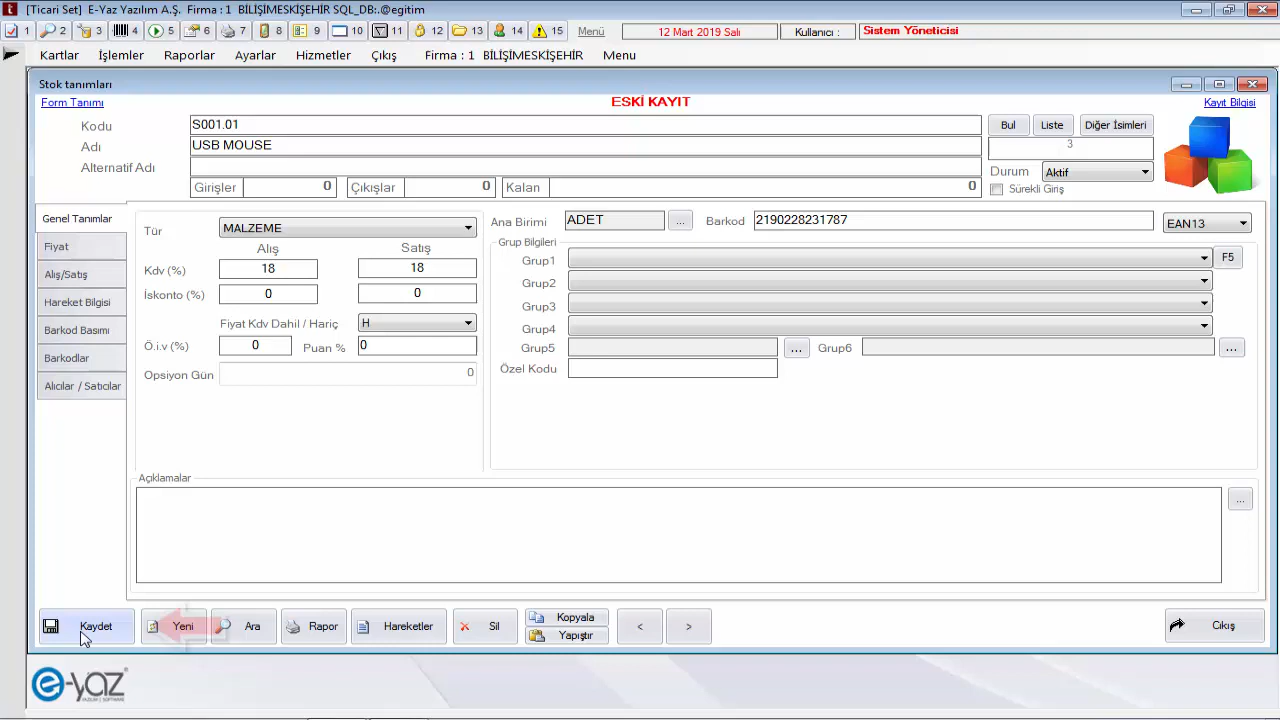 [Ticari Set] E-Yaz Yazılım A.Ş. Firma : 1 BİLİŞİMESKİŞEHİR SQL_DB:.@egitim
1 2 3 4 5 6 7 8 9 10 11 12 13 14 15 Menü 12 Mart 2019 Salı Kullanıcı : Sistem Yöneticisi
Kartlar İşlemler Raporlar Ayarlar Hizmetler Çıkış Firma : 1 BİLİŞİMESKİŞEHİR Menu
Stok tanımları
Form Tanımı ESKİ KAYIT Kayıt Bilgisi
Kodu S001.01 Bul Liste Diğer İsimleri
Adı USB MOUSE 3
Alternatif Adı Durum Aktif
Girişler 0 Çıkışlar 0 Kalan 0 Sürekli Giriş
Genel Tanımlar
Fiyat
Alış/Satış
Hareket Bilgisi
Barkod Basımı
Barkodlar
Alıcılar / Satıcılar
Tür MALZEME
Alış Satış
Kdv (%) 18 18
İskonto (%) 0 0
Fiyat Kdv Dahil / Hariç H
Ö.i.v (%) 0 Puan % 0
Opsiyon Gün 0
Ana Birimi ADET ... Barkod 2190228231787 EAN13
Grup Bilgileri
Grup1 F5
Grup2
Grup3
Grup4
Grup5 ... Grup6 ...
Özel Kodu
Açıklamalar
...
Kaydet Yeni Ara Rapor Hareketler Sil Kopyala Yapıştır < > Çıkış
e-yaz
YAZILIM | SOFTWARE